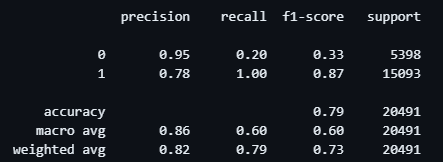 precision recall f1-score support
0 0.95 0.20 0.33 5398
1 0.78 1.00 0.87 15093
accuracy 0.79 20491
macro avg 0.86 0.60 0.60 20491
weighted avg 0.82 0.79 0.73 20491